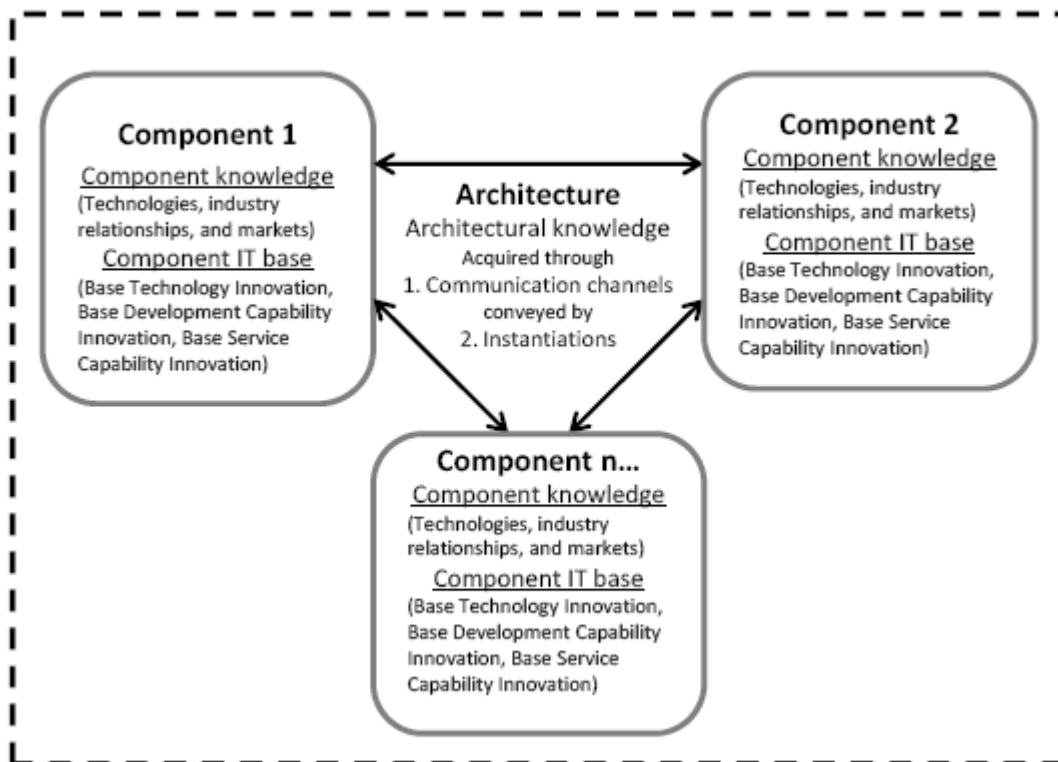 Component 1
Component knowledge
(Technologies, industry
relationships, and markets)
Component IT base
(Base Technology Innovation,
Base Development Capability
Innovation, Base Service
Capability Innovation)
Architecture
Architectural knowledge
Acquired through
1. Communication channels
conveyed by
2. Instantiations
Component 2
Component knowledge
(Technologies, industry
relationships, and markets)
Component IT base
(Base Technology Innovation,
Base Development Capability
Innovation, Base Service
Capability Innovation)
Component n...
Component knowledge
(Technologies, industry
relationships, and markets)
Component IT base
(Base Technology Innovation,
Base Development Capability
Innovation, Base Service
Capability Innovation)